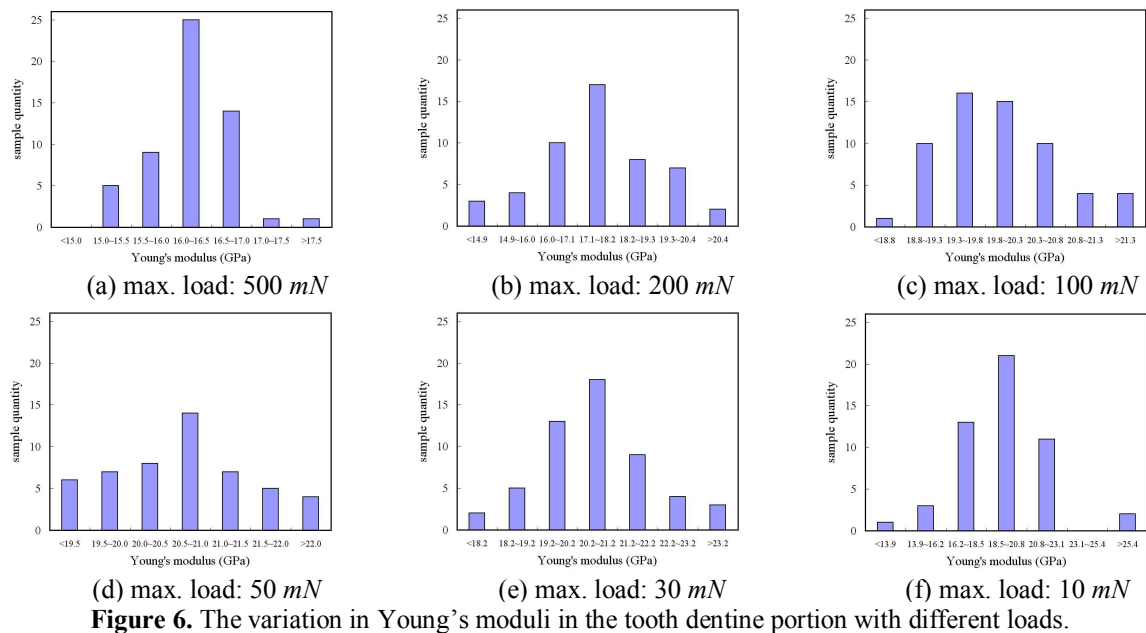 25
20
15
10
5
0
sample quantity
<15.0 15.0~15.5 15.5~16.0 16.0~16.5 16.5~17.0 17.0~17.5 >17.5
Young's modulus (GPa)
(a) max. load: 500 mN
25
20
15
10
5
0
sample quantity
<14.9 14.9~16.0 16.0~17.1 17.1~18.2 18.2~19.3 19.3~20.4 >20.4
Young's modulus (GPa)
(b) max. load: 200 mN
25
20
15
10
5
0
sample quantity
<18.8 18.8~19.3 19.3~19.8 19.8~20.3 20.3~20.8 20.8~21.3 >21.3
Young's modulus (GPa)
(c) max. load: 100 mN
25
20
15
10
5
0
sample quantity
<19.5 19.5~20.0 20.0~20.5 20.5~21.0 21.0~21.5 21.5~22.0 >22.0
Young's modulus (GPa)
(d) max. load: 50 mN
25
20
15
10
5
0
sample quantity
<18.2 18.2~19.2 19.2~20.2 20.2~21.2 21.2~22.2 22.2~23.2 >23.2
Young's modulus (GPa)
(e) max. load: 30 mN
25
20
15
10
5
0
sample quantity
<13.9 13.9~16.2 16.2~18.5 18.5~20.8 20.8~23.1 23.1~25.4 >25.4
Young's modulus (GPa)
(f) max. load: 10 mN
Figure 6. The variation in Young's moduli in the tooth dentine portion with different loads.